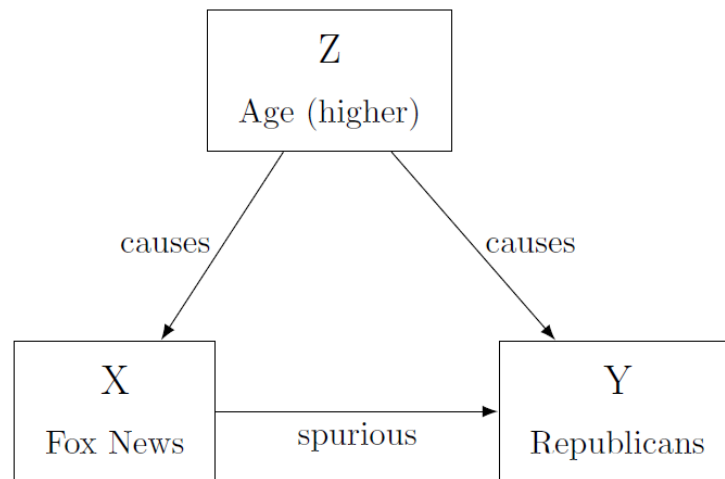 Z
Age (higher)
causes
causes
X
Fox News
spurious
Y
Republicans